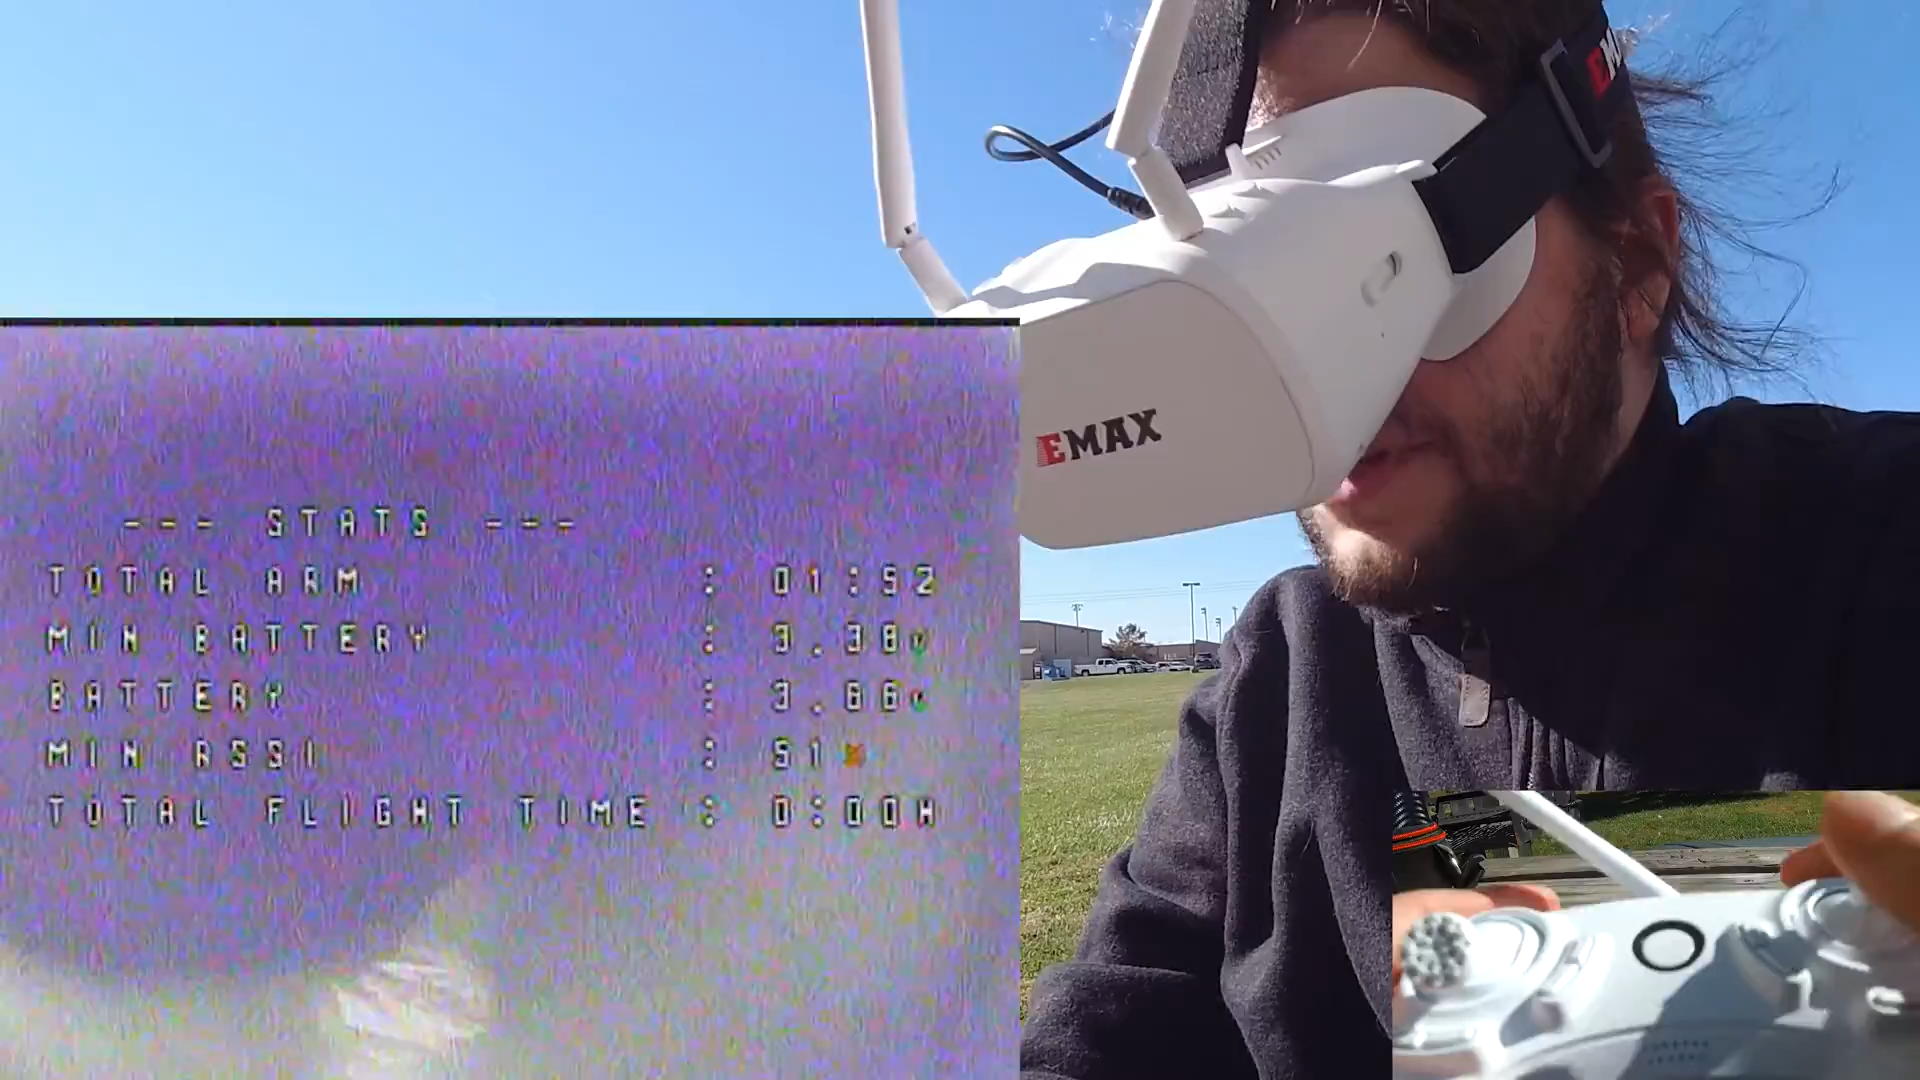 EMAX
EM
--- STATS ---
TOTAL ARM : 01:52
MIN BATTERY : 3.38v
BATTERY : 3.66v
MIN RSSI : 51%
TOTAL FLIGHT TIME : 0:00H